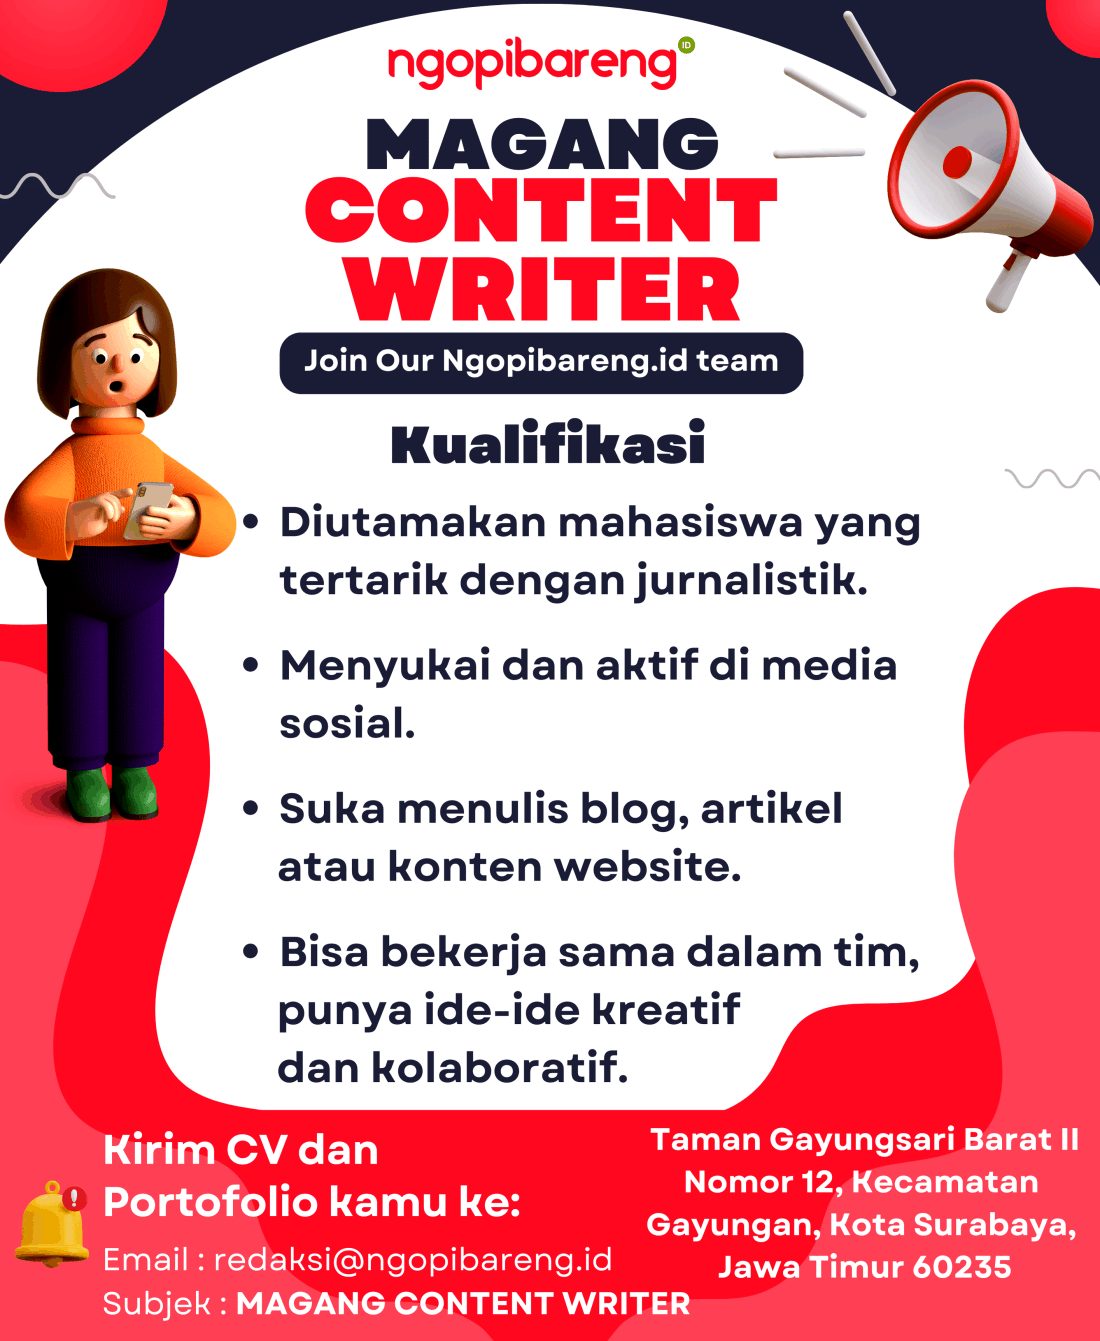 ngopibareng ID
MAGANG
CONTENT
WRITER
Join Our Ngopibareng.id team
Kualifikasi
• Diutamakan mahasiswa yang
tertarik dengan jurnalistik.
• Menyukai dan aktif di media
sosial.
• Suka menulis blog, artikel
atau konten website.
• Bisa bekerja sama dalam tim,
punya ide-ide kreatif
dan kolaboratif.
Kirim CV dan
Portofolio kamu ke:
Email : redaksi@ngopibareng.id
Subjek : MAGANG CONTENT WRITER
Taman Gayungsari Barat II
Nomor 12, Kecamatan
Gayungan, Kota Surabaya,
Jawa Timur 60235